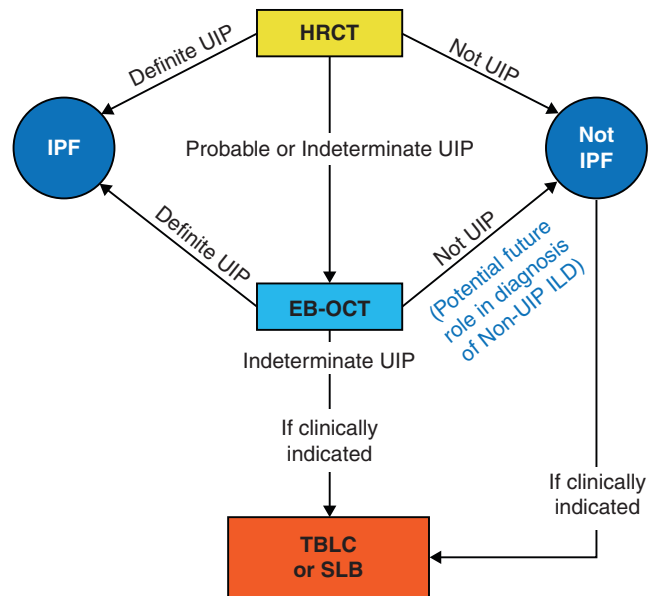 HRCT
Definite UIP
Not UIP
IPF
Probable or Indeterminate UIP
Not
IPF
Definite UIP
Not UIP
(Potential future
role in diagnosis
of Non-UIP ILD)
EB-OCT
Indeterminate UIP
If clinically
indicated
If clinically
indicated
TBLC
or SLB